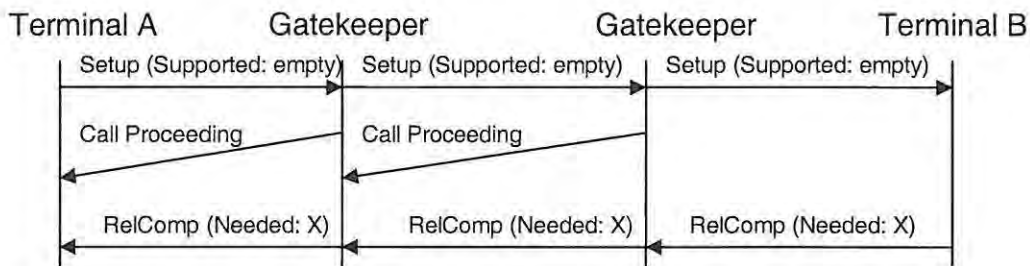 Terminal A Gatekeeper Gatekeeper Terminal B
Setup (Supported: empty) Setup (Supported: empty) Setup (Supported: empty)
Call Proceeding Call Proceeding
RelComp (Needed: X) RelComp (Needed: X) RelComp (Needed: X)